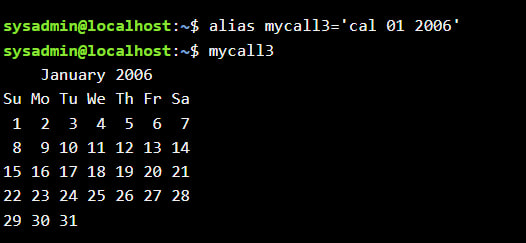 sysadmin@localhost:~$ alias mycall3='cal 01 2006'
sysadmin@localhost:~$ mycall3
    January 2006
Su Mo Tu We Th Fr Sa
 1  2  3  4  5  6  7
 8  9 10 11 12 13 14
15 16 17 18 19 20 21
22 23 24 25 26 27 28
29 30 31